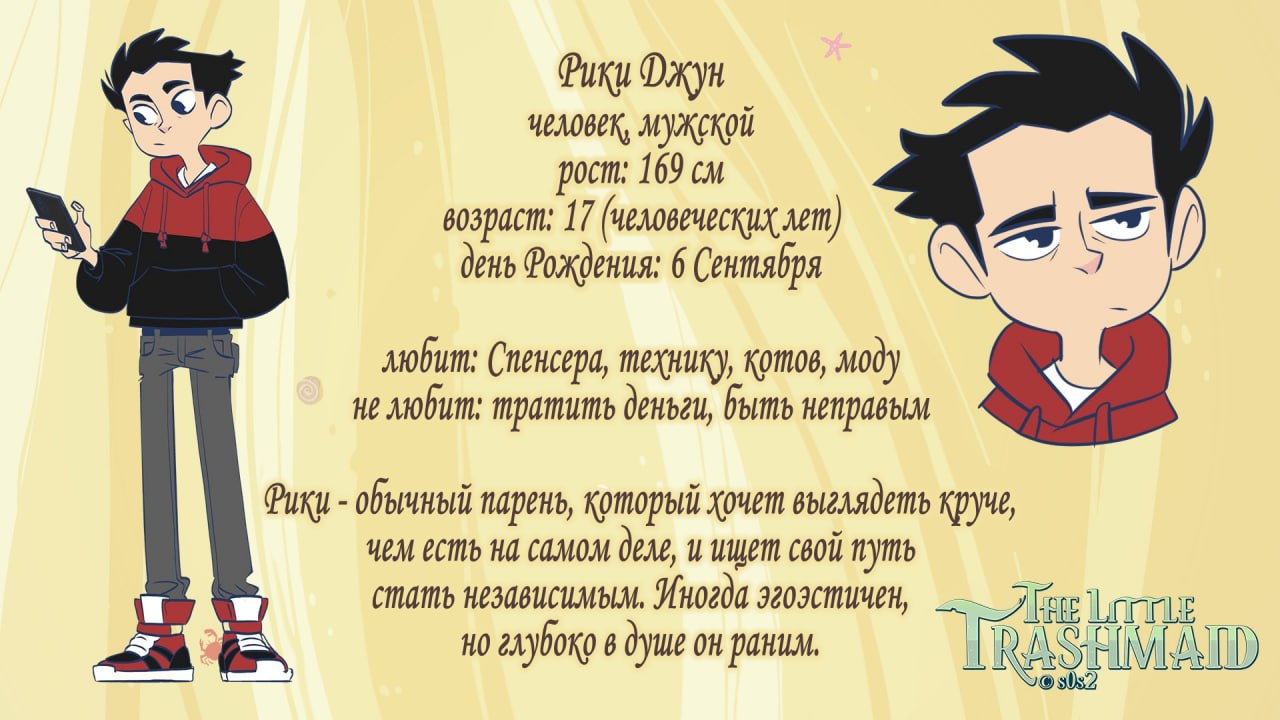 Рики Джун
человек, мужской
рост: 169 см
возраст: 17 (человеческих лет)
день Рождения: 6 Сентября
любит: Спенсера, технику, котов, моду
не любит: тратить деньги, быть неправым
Рики - обычный парень, который хочет выглядеть круче,
чем есть на самом деле, и ищет свой путь
стать независимым. Иногда эгоэстичен,
но глубоко в душе он раним.
THE LITTLE
TRASHMAID
© s0s2